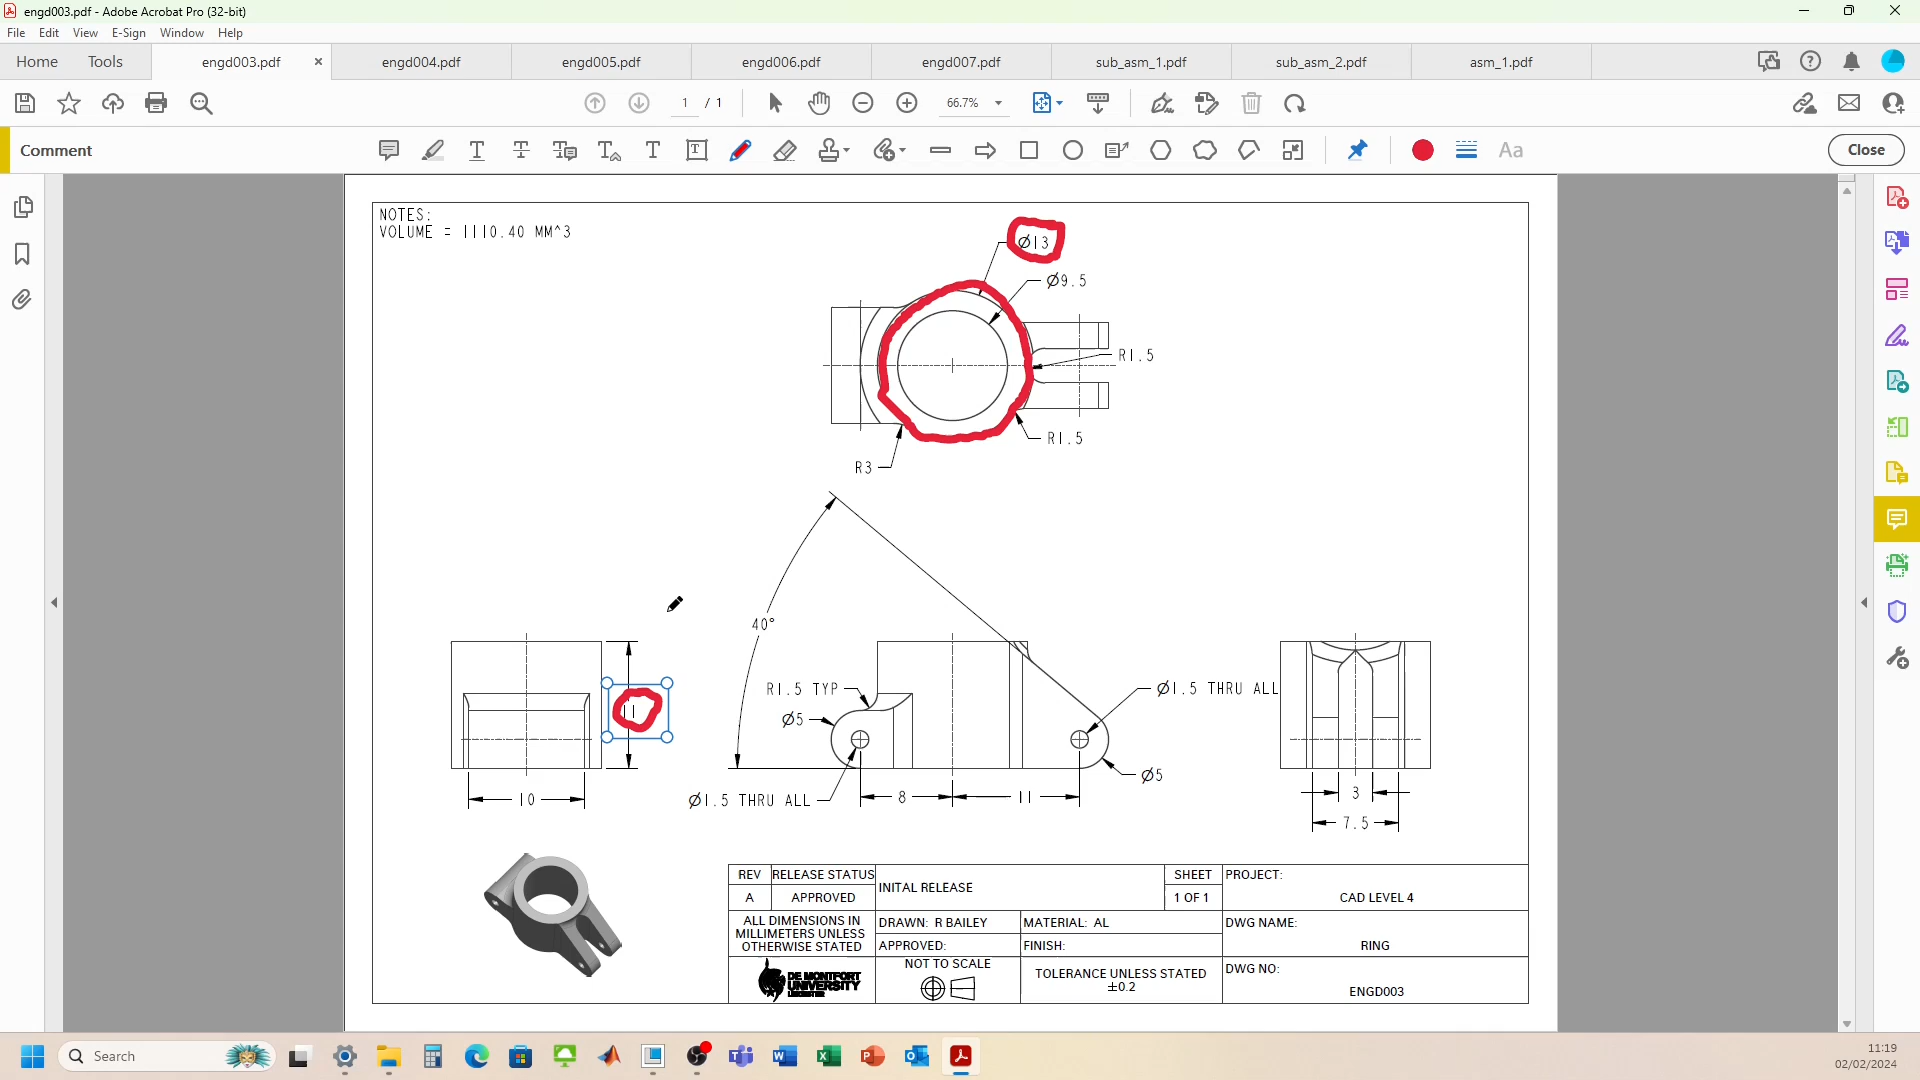 engd003.pdf - Adobe Acrobat Pro (32-bit)
File Edit View E-Sign Window Help
Home Tools engd003.pdf × engd004.pdf engd005.pdf engd006.pdf engd007.pdf sub_asm_1.pdf sub_asm_2.pdf asm_1.pdf
1 / 1 66.7%
Comment Aa Close
NOTES:
VOLUME = 1110.40 MM^3
Ø13
Ø9.5
R1.5
R1.5
R3
40°
11
10
R1.5 TYP
Ø5
Ø1.5 THRU ALL
Ø1.5 THRU ALL
Ø5
8
11
3
7.5
REV RELEASE STATUS INITAL RELEASE SHEET PROJECT:
A APPROVED 1 OF 1 CAD LEVEL 4
ALL DIMENSIONS IN
MILLIMETERS UNLESS
OTHERWISE STATED
DRAWN: R BAILEY MATERIAL: AL DWG NAME:
APPROVED: FINISH: RING
DE MONTFORT
UNIVERSITY
LEICESTER
NOT TO SCALE
TOLERANCE UNLESS STATED
±0.2
DWG NO:
ENGD003
Search
11:19
02/02/2024